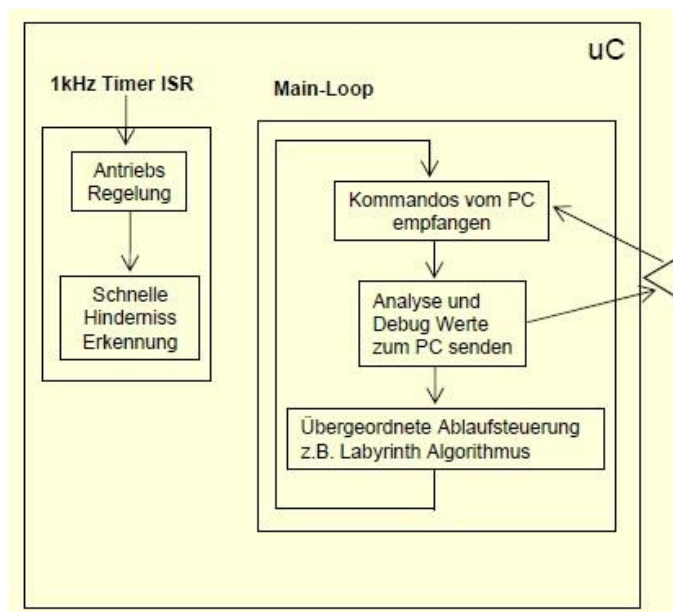 uC
1kHz Timer ISR
Antriebs
Regelung
Schnelle
Hinderniss
Erkennung
Main-Loop
Kommandos vom PC
empfangen
Analyse und
Debug Werte
zum PC senden
Übergeordnete Ablaufsteuerung
z.B. Labyrinth Algorithmus